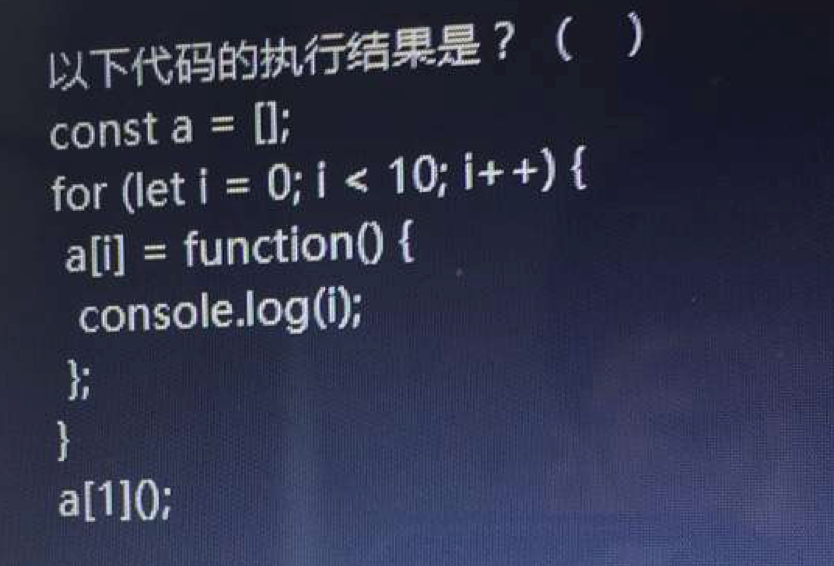 以下代码的执行结果是？（　）
const a = [];
for (let i = 0; i < 10; i++) {
a[i] = function() {
console.log(i);
};
}
a[1]();